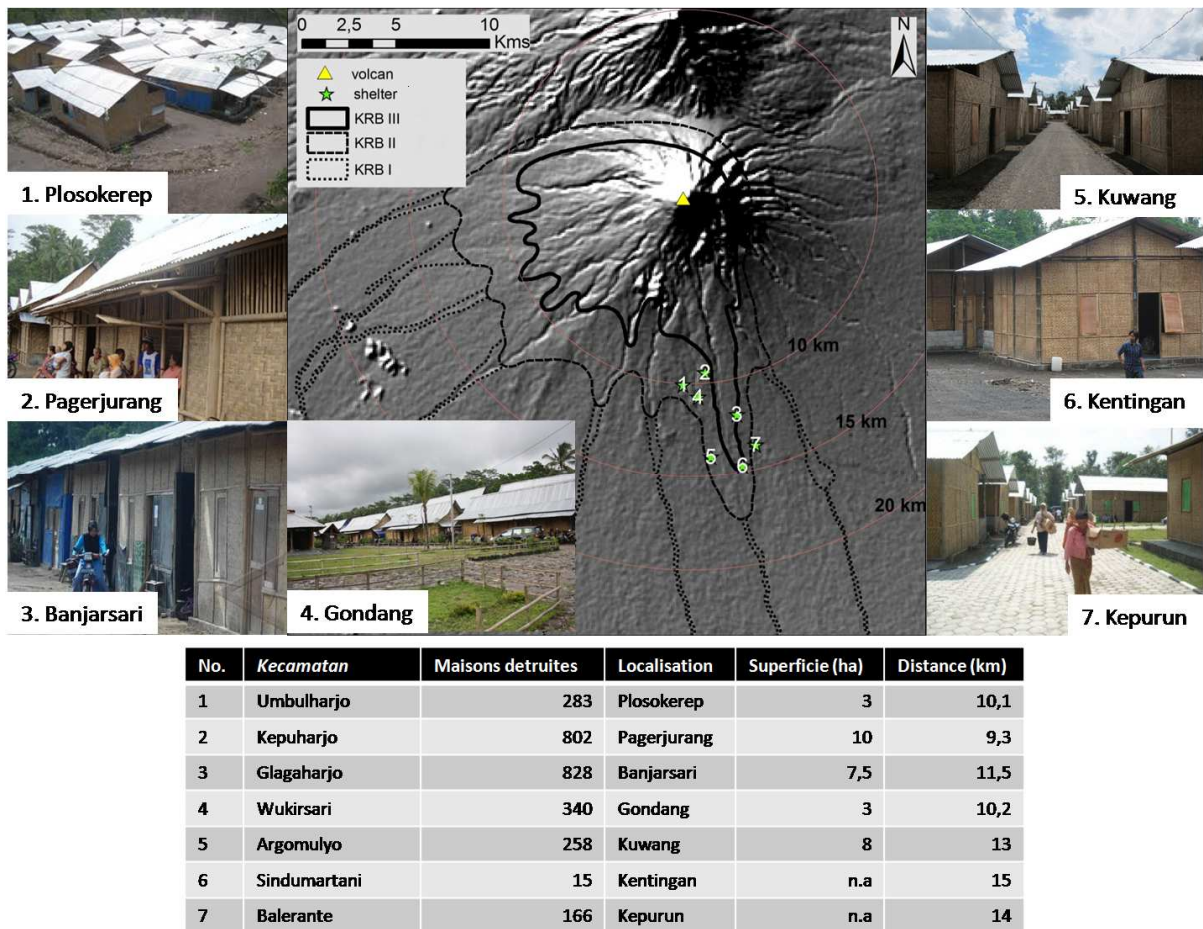 0 2,5 5 10
Kms
N
volcan
shelter
KRB III
KRB II
KRB I
1. Plosokerep
2. Pagerjurang
3. Banjarsari
4. Gondang
5. Kuwang
6. Kentingan
7. Kepurun
10 km
15 km
20 km
2
1
4
3
7
5
6
No. Kecamatan Maisons detruites Localisation Superficie (ha) Distance (km)
1 Umbulharjo 283 Plosokerep 3 10,1
2 Kepuharjo 802 Pagerjurang 10 9,3
3 Glagaharjo 828 Banjarsari 7,5 11,5
4 Wukirsari 340 Gondang 3 10,2
5 Argomulyo 258 Kuwang 8 13
6 Sindumartani 15 Kentingan n.a 15
7 Balerante 166 Kepurun n.a 14